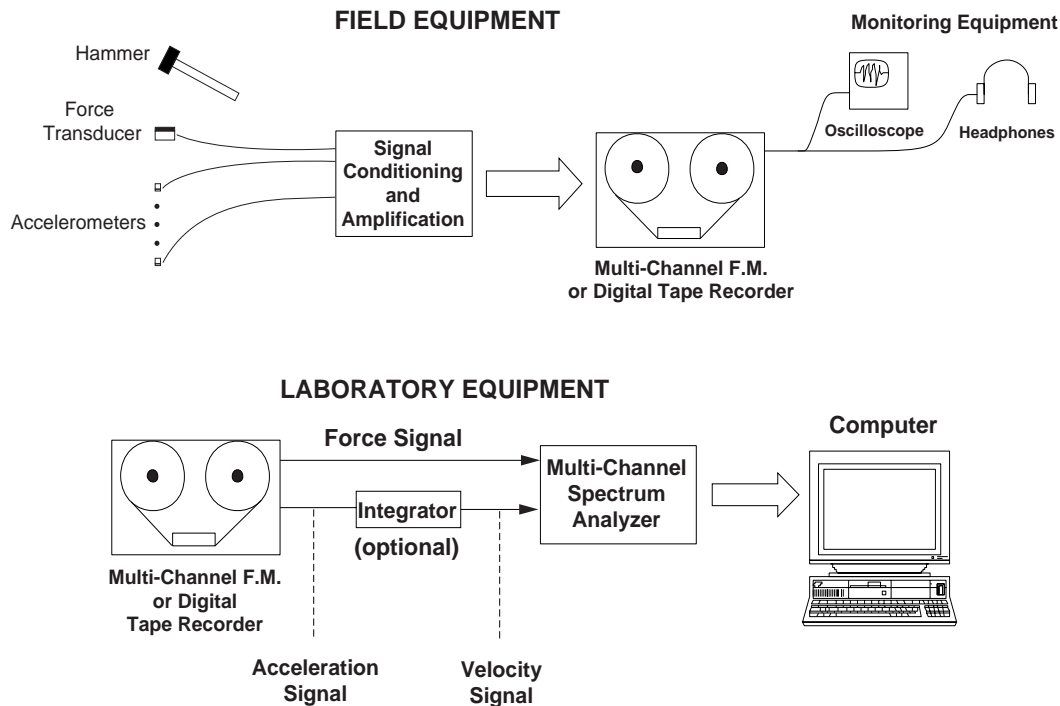 FIELD EQUIPMENT
Monitoring Equipment
Hammer
Force
Transducer
Accelerometers
Signal
Conditioning
and
Amplification
Oscilloscope
Headphones
Multi-Channel F.M.
or Digital Tape Recorder
LABORATORY EQUIPMENT
Force Signal
Integrator
(optional)
Multi-Channel
Spectrum
Analyzer
Computer
Multi-Channel F.M.
or Digital
Tape Recorder
Acceleration
Signal
Velocity
Signal